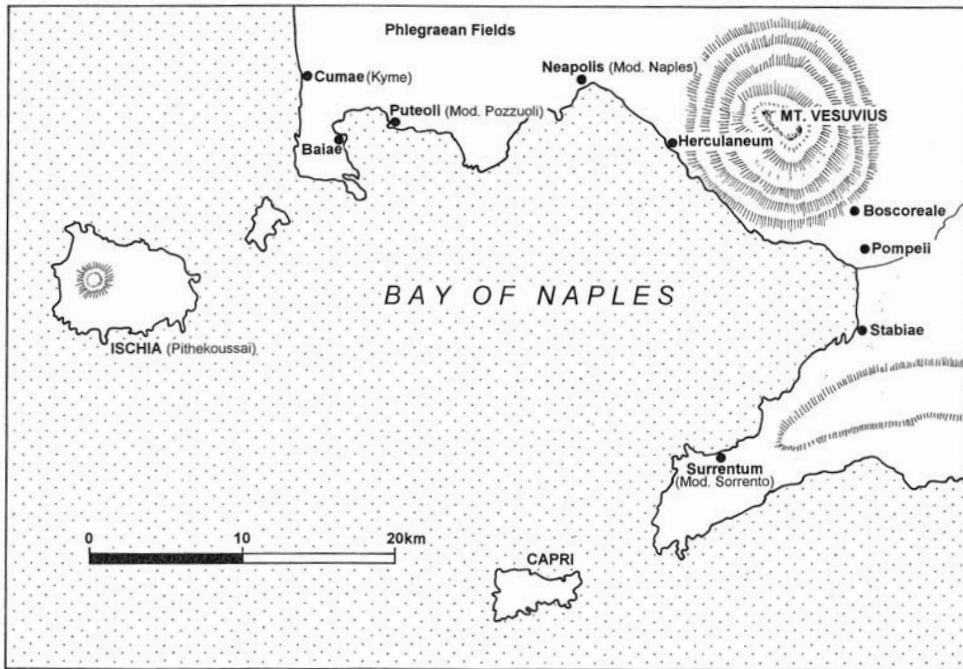 Phlegraean Fields
Cumae (Kyme)
Neapolis (Mod. Naples)
Puteoli (Mod. Pozzuoli)
MT. VESUVIUS
Baiae
Herculaneum
Boscoreale
Pompeii
BAY OF NAPLES
Stabiae
ISCHIA (Pithekoussai)
Surrentum
(Mod. Sorrento)
0 10 20km
CAPRI